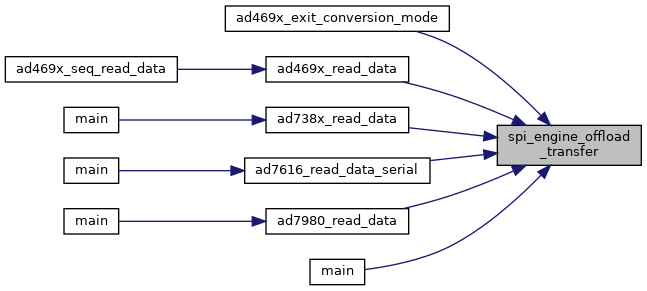 ad469x_exit_conversion_mode
ad469x_seq_read_data
ad469x_read_data
main
ad738x_read_data
spi_engine_offload
_transfer
main
ad7616_read_data_serial
main
ad7980_read_data
main